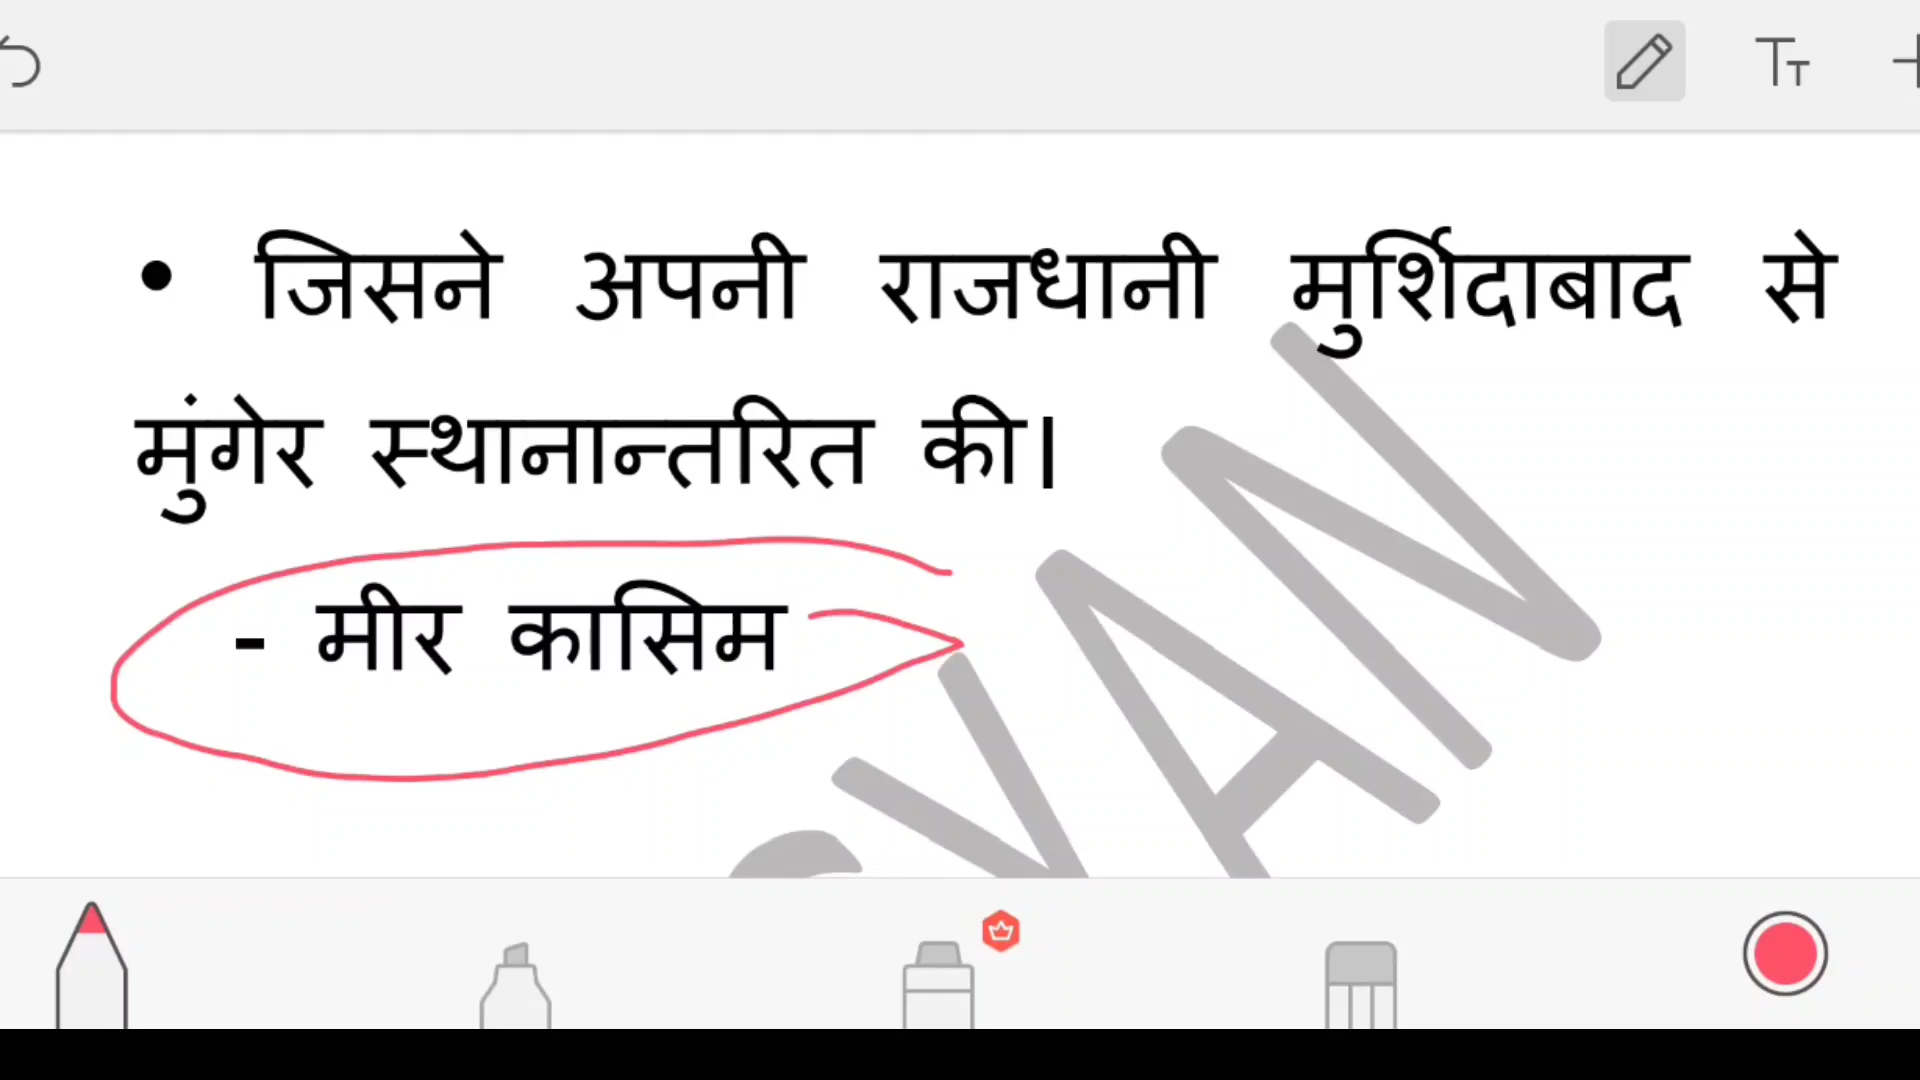 • जिसने अपनी राजधानी मुर्शिदाबाद से
मुंगेर स्थानान्तरित की।
- मीर कासिम